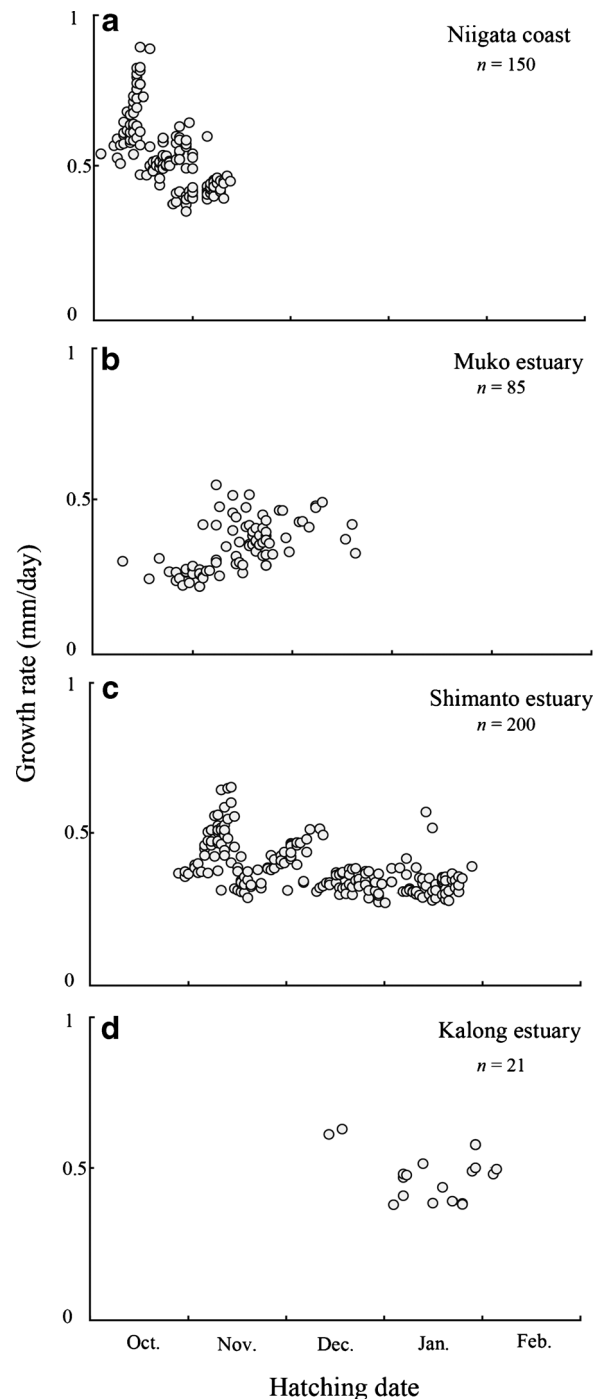 1
a
Niigata coast
n = 150
0.5
0
1
b
Muko estuary
n = 85
0.5
0
Growth rate (mm/day)
1
c
Shimanto estuary
n = 200
0.5
0
1
d
Kalong estuary
n = 21
0.5
0
Oct. Nov. Dec. Jan. Feb.
Hatching date